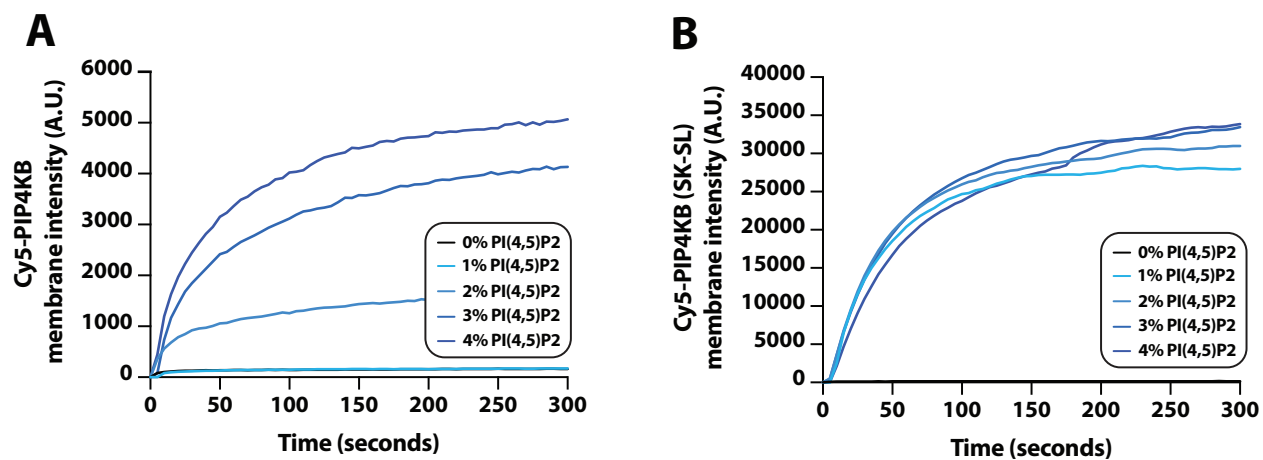 A
Cy5-PIP4KB
membrane intensity (A.U.)
6000
5000
4000
3000
2000
1000
0
0 50 100 150 200 250 300
Time (seconds)
0% PI(4,5)P2
1% PI(4,5)P2
2% PI(4,5)P2
3% PI(4,5)P2
4% PI(4,5)P2
B
Cy5-PIP4KB (SK-SL)
membrane intensity (A.U.)
40000
35000
30000
25000
20000
15000
10000
5000
0
0 50 100 150 200 250 300
Time (seconds)
0% PI(4,5)P2
1% PI(4,5)P2
2% PI(4,5)P2
3% PI(4,5)P2
4% PI(4,5)P2